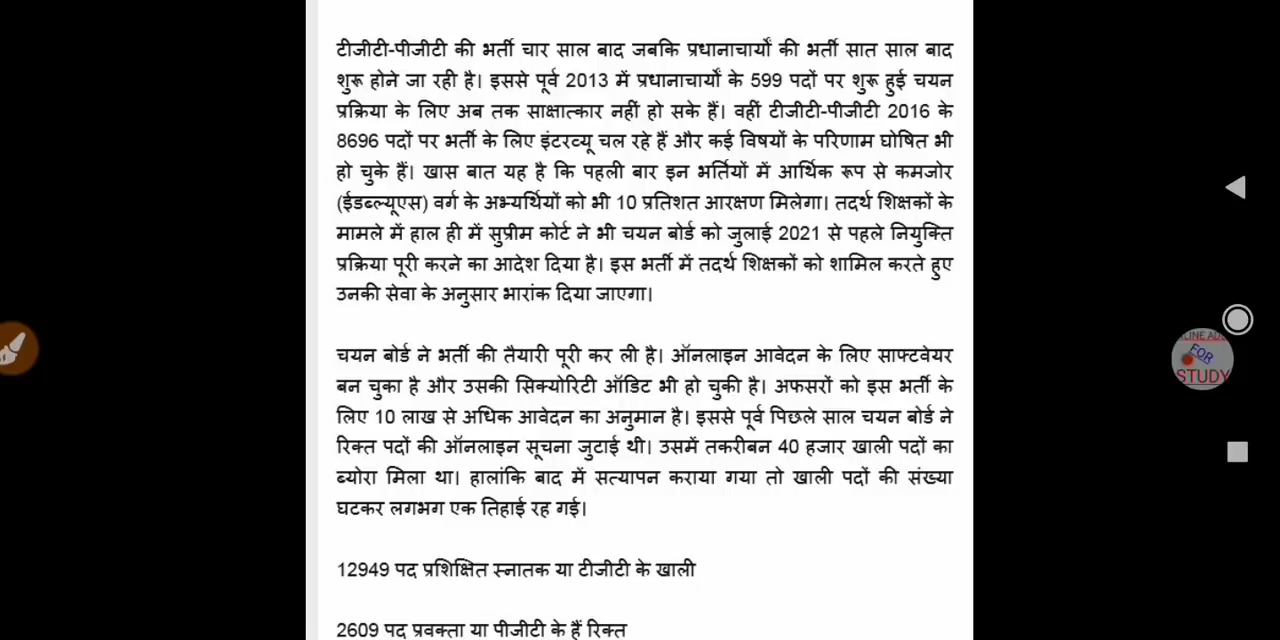 टीजीटी-पीजीटी की भर्ती चार साल बाद जबकि प्रधानाचार्यों की भर्ती सात साल बाद
शुरू होने जा रही है। इससे पूर्व 2013 में प्रधानाचार्यों के 599 पदों पर शुरू हुई चयन
प्रक्रिया के लिए अब तक साक्षात्कार नहीं हो सके हैं। वहीं टीजीटी-पीजीटी 2016 के
8696 पदों पर भर्ती के लिए इंटरव्यू चल रहे हैं और कई विषयों के परिणाम घोषित भी
हो चुके हैं। खास बात यह है कि पहली बार इन भर्तियों में आर्थिक रूप से कमजोर
(ईडब्ल्यूएस) वर्ग के अभ्यर्थियों को भी 10 प्रतिशत आरक्षण मिलेगा। तदर्थ शिक्षकों के
मामले में हाल ही में सुप्रीम कोर्ट ने भी चयन बोर्ड को जुलाई 2021 से पहले नियुक्ति
प्रक्रिया पूरी करने का आदेश दिया है। इस भर्ती में तदर्थ शिक्षकों को शामिल करते हुए
उनकी सेवा के अनुसार भारांक दिया जाएगा।
चयन बोर्ड ने भर्ती की तैयारी पूरी कर ली है। ऑनलाइन आवेदन के लिए साफ्टवेयर
बन चुका है और उसकी सिक्योरिटी ऑडिट भी हो चुकी है। अफसरों को इस भर्ती के
लिए 10 लाख से अधिक आवेदन का अनुमान है। इससे पूर्व पिछले साल चयन बोर्ड ने
रिक्त पदों की ऑनलाइन सूचना जुटाई थी। उसमें तकरीबन 40 हजार खाली पदों का
ब्योरा मिला था। हालांकि बाद में सत्यापन कराया गया तो खाली पदों की संख्या
घटकर लगभग एक तिहाई रह गई।
12949 पद प्रशिक्षित स्नातक या टीजीटी के खाली
2609 पद प्रवक्ता या पीजीटी के हैं रिक्त
FOR
STUDY